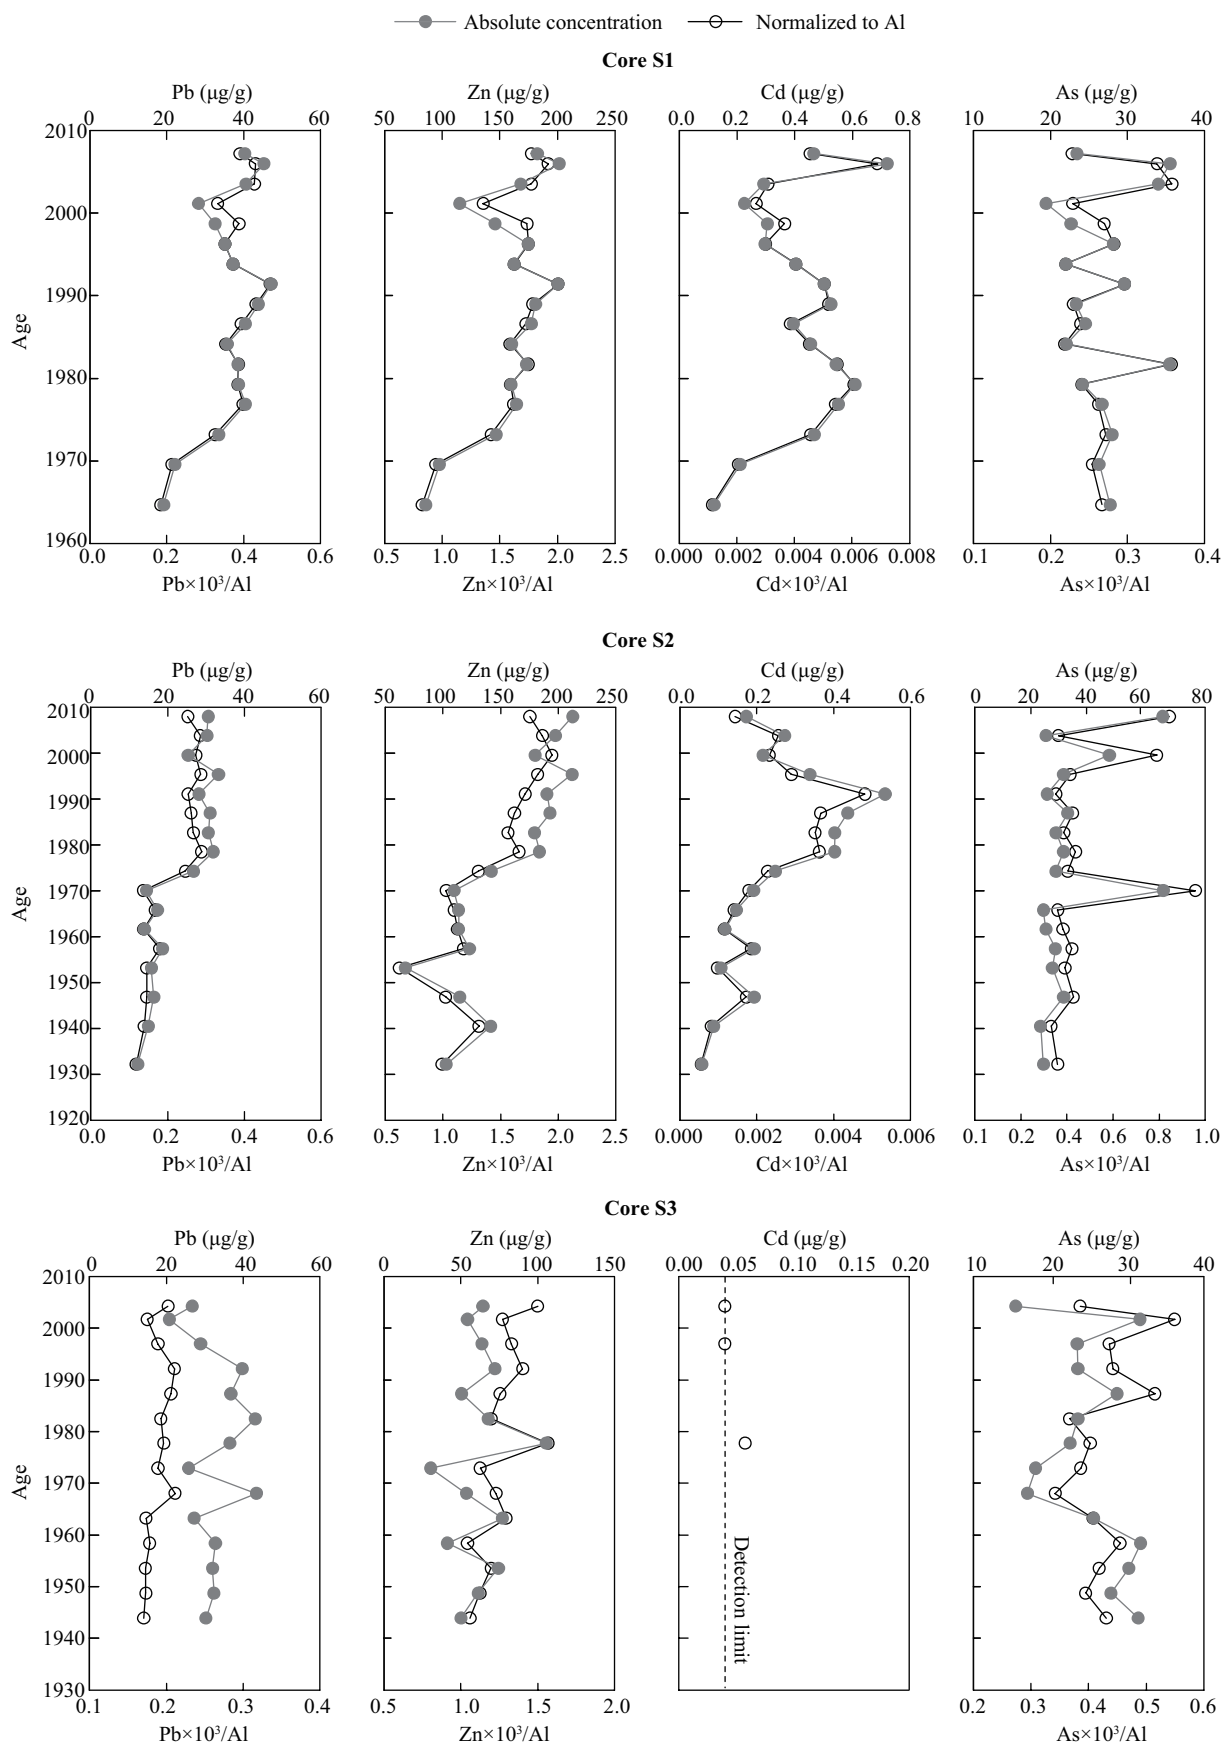 Absolute concentration Normalized to Al
Core S1
Pb (μg/g) Zn (μg/g) Cd (μg/g) As (μg/g)
0 20 40 60 50 100 150 200 250 0.0 0.2 0.4 0.6 0.8 10 20 30 40
2010
2000
1990
Age
1980
1970
1960
0.0 0.2 0.4 0.6 0.5 1.0 1.5 2.0 2.5 0.000 0.002 0.004 0.006 0.008 0.1 0.2 0.3 0.4
Pb×10³/Al Zn×10³/Al Cd×10³/Al As×10³/Al
Core S2
Pb (μg/g) Zn (μg/g) Cd (μg/g) As (μg/g)
0 20 40 60 50 100 150 200 250 0.0 0.2 0.4 0.6 0 20 40 60 80
2010
2000
1990
1980
1970
Age
1960
1950
1940
1930
1920
0.0 0.2 0.4 0.6 0.5 1.0 1.5 2.0 2.5 0.000 0.002 0.004 0.006 0.1 0.2 0.4 0.6 0.8 1.0
Pb×10³/Al Zn×10³/Al Cd×10³/Al As×10³/Al
Core S3
Pb (μg/g) Zn (μg/g) Cd (μg/g) As (μg/g)
0 20 40 60 0 50 100 150 0.00 0.05 0.10 0.15 0.20 10 20 30 40
2010
2000
1990
1980
1970
Age
1960
1950
1940
1930
Detection limit
0.1 0.2 0.3 0.4 0.5 1.0 1.5 2.0 0.2 0.3 0.4 0.5 0.6
Pb×10³/Al Zn×10³/Al As×10³/Al